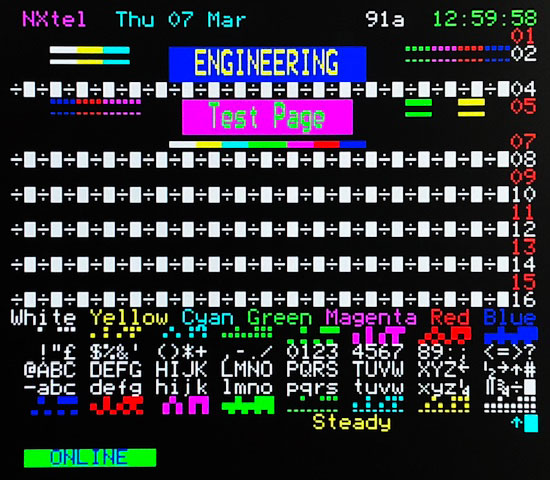 NXtel Thu 07 Mar 91a 12:59:58
01
02
ENGINEERING
÷■÷■÷■÷■÷■÷■÷■÷■÷■÷■÷■÷■÷■÷■÷■÷■÷■÷■÷■04
05
Test Page
07
÷■÷■÷■÷■÷■÷■÷■÷■÷■÷■÷■÷■÷■÷■÷■÷■÷■÷■÷■08
09
÷■÷■÷■÷■÷■÷■÷■÷■÷■÷■÷■÷■÷■÷■÷■÷■÷■÷■÷■10
11
÷■÷■÷■÷■÷■÷■÷■÷■÷■÷■÷■÷■÷■÷■÷■÷■÷■÷■÷■12
13
÷■÷■÷■÷■÷■÷■÷■÷■÷■÷■÷■÷■÷■÷■÷■÷■÷■÷■÷■14
15
÷■÷■÷■÷■÷■÷■÷■÷■÷■÷■÷■÷■÷■÷■÷■÷■÷■÷■÷■16
White Yellow Cyan Green Magenta Red Blue
!"£ $%&' ()*+ ,-./ 0123 4567 89:; <=>?
@ABC DEFG HIJK LMNO PQRS TUVW XYZ← ½→↑#
―abc defg hijk lmno pqrs tuvw xyz¼ ‖¾÷■
Steady ↑■
ONLINE